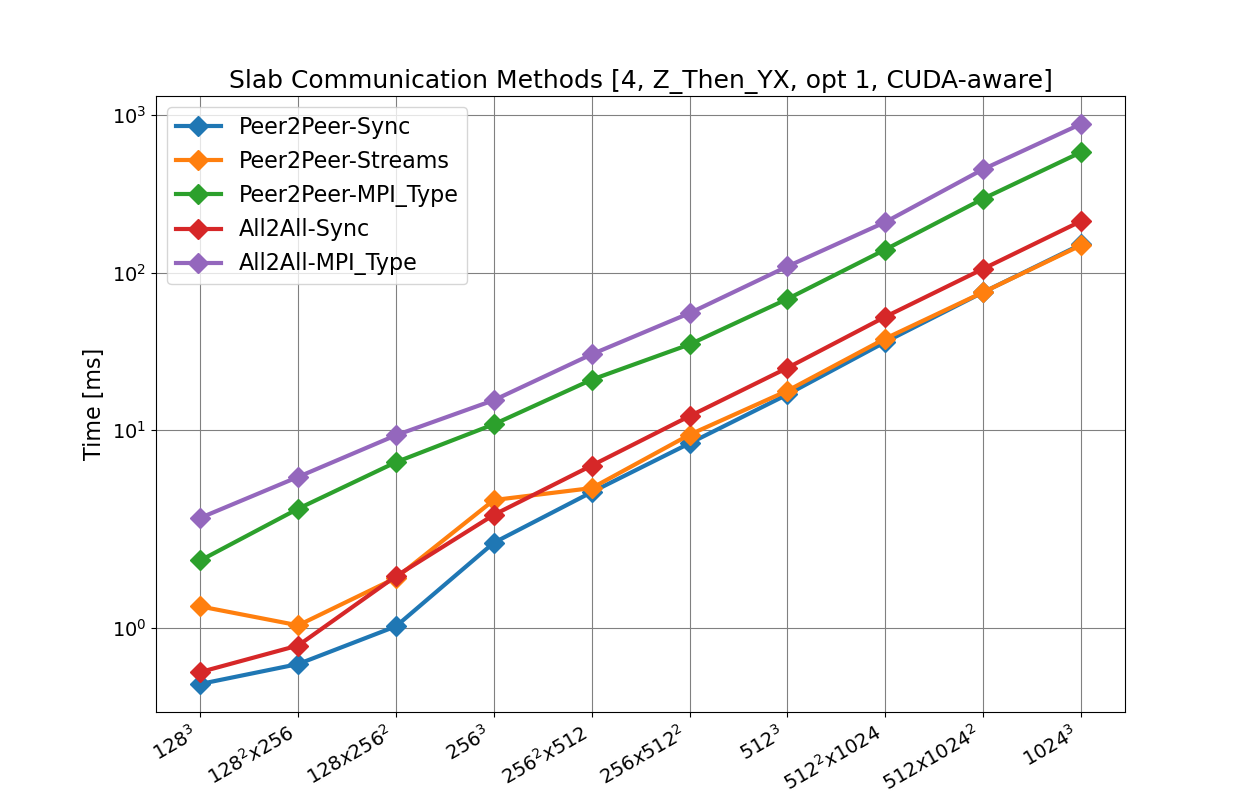 Slab Communication Methods [4, Z_Then_YX, opt 1, CUDA-aware]
Peer2Peer-Sync
Peer2Peer-Streams
Peer2Peer-MPI_Type
All2All-Sync
All2All-MPI_Type
Time [ms]
10³
10²
10¹
10⁰
128³
128²x256
128x256²
256³
256²x512
256x512²
512³
512²x1024
512x1024²
1024³